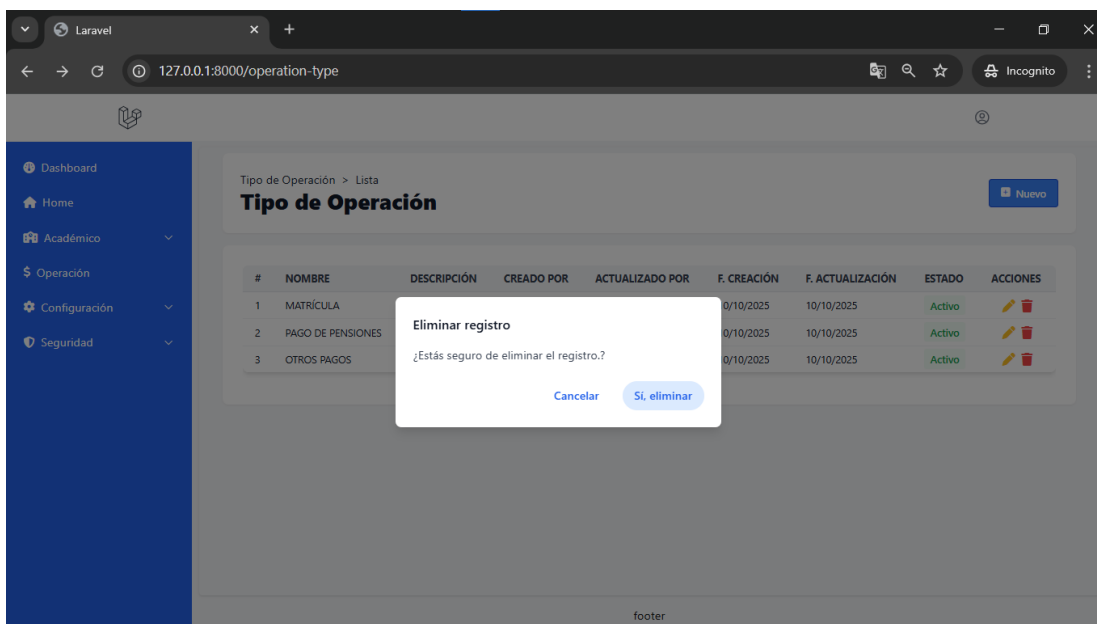 Laravel
127.0.0.1:8000/operation-type
Incognito
Dashboard
Home
Académico
$ Operación
Configuración
Seguridad
Tipo de Operación > Lista
Tipo de Operación
Nuevo
# NOMBRE DESCRIPCIÓN CREADO POR ACTUALIZADO POR F. CREACIÓN F. ACTUALIZACIÓN ESTADO ACCIONES
1 MATRÍCULA 0/10/2025 10/10/2025 Activo
2 PAGO DE PENSIONES 0/10/2025 10/10/2025 Activo
3 OTROS PAGOS 0/10/2025 10/10/2025 Activo
Eliminar registro
¿Estás seguro de eliminar el registro.?
Cancelar Sí, eliminar
footer